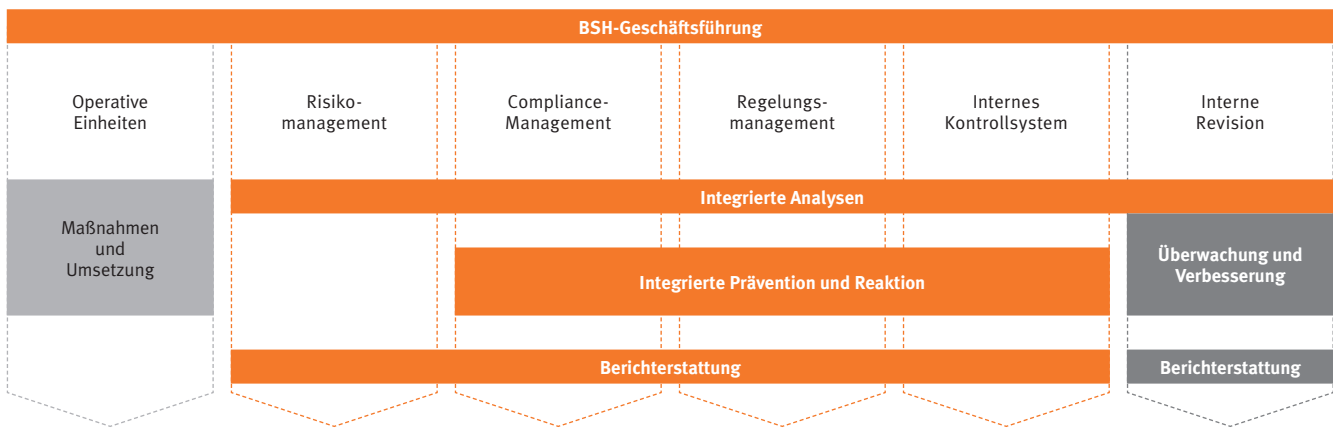 BSH-Geschäftsführung
Operative
Einheiten
Risiko-
management
Compliance-
Management
Regelungs-
management
Internes
Kontrollsystem
Interne
Revision
Integrierte Analysen
Maßnahmen
und
Umsetzung
Integrierte Prävention und Reaktion
Überwachung und
Verbesserung
Berichterstattung
Berichterstattung